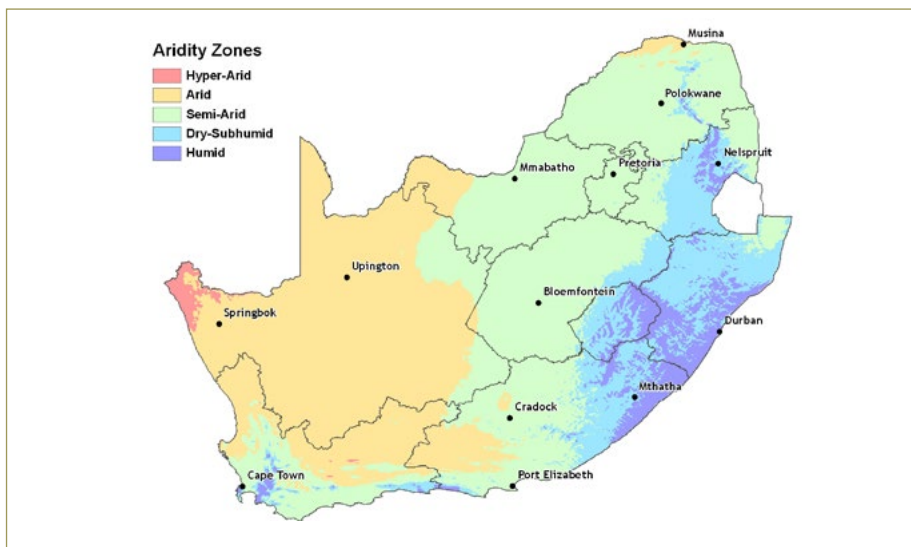 Aridity Zones
Hyper-Arid
Arid
Semi-Arid
Dry-Subhumid
Humid
Musina
Polokwane
Nelspruit
Mmabatho
Pretoria
Upington
Bloemfontein
Springbok
Durban
Mthatha
Cradock
Cape Town
Port Elizabeth